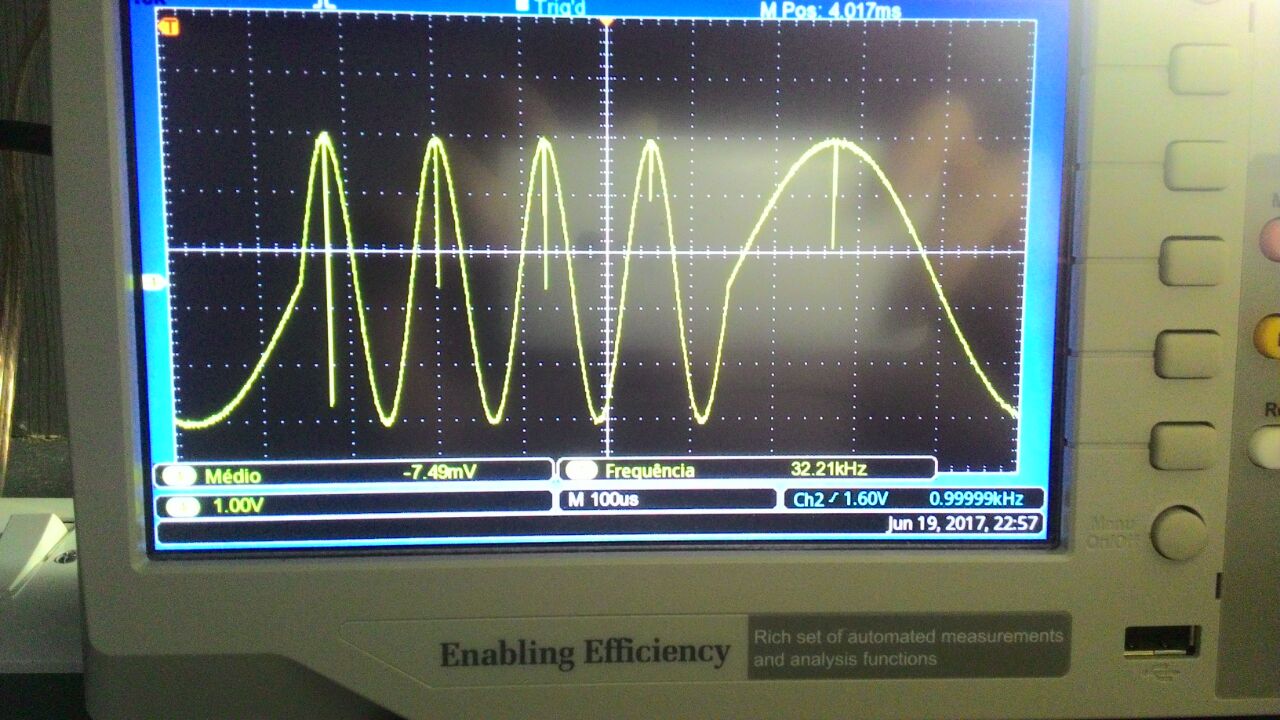 Trig'd
M Pos: 4.017ms
T
1
Médio -7.49mV
Frequência 32.21kHz
1.00V
M 100us
Ch2 1.60V 0.99999kHz
Jun 19, 2017, 22:57
Menu
On/Off
Enabling Efficiency
Rich set of automated measurements
and analysis functions